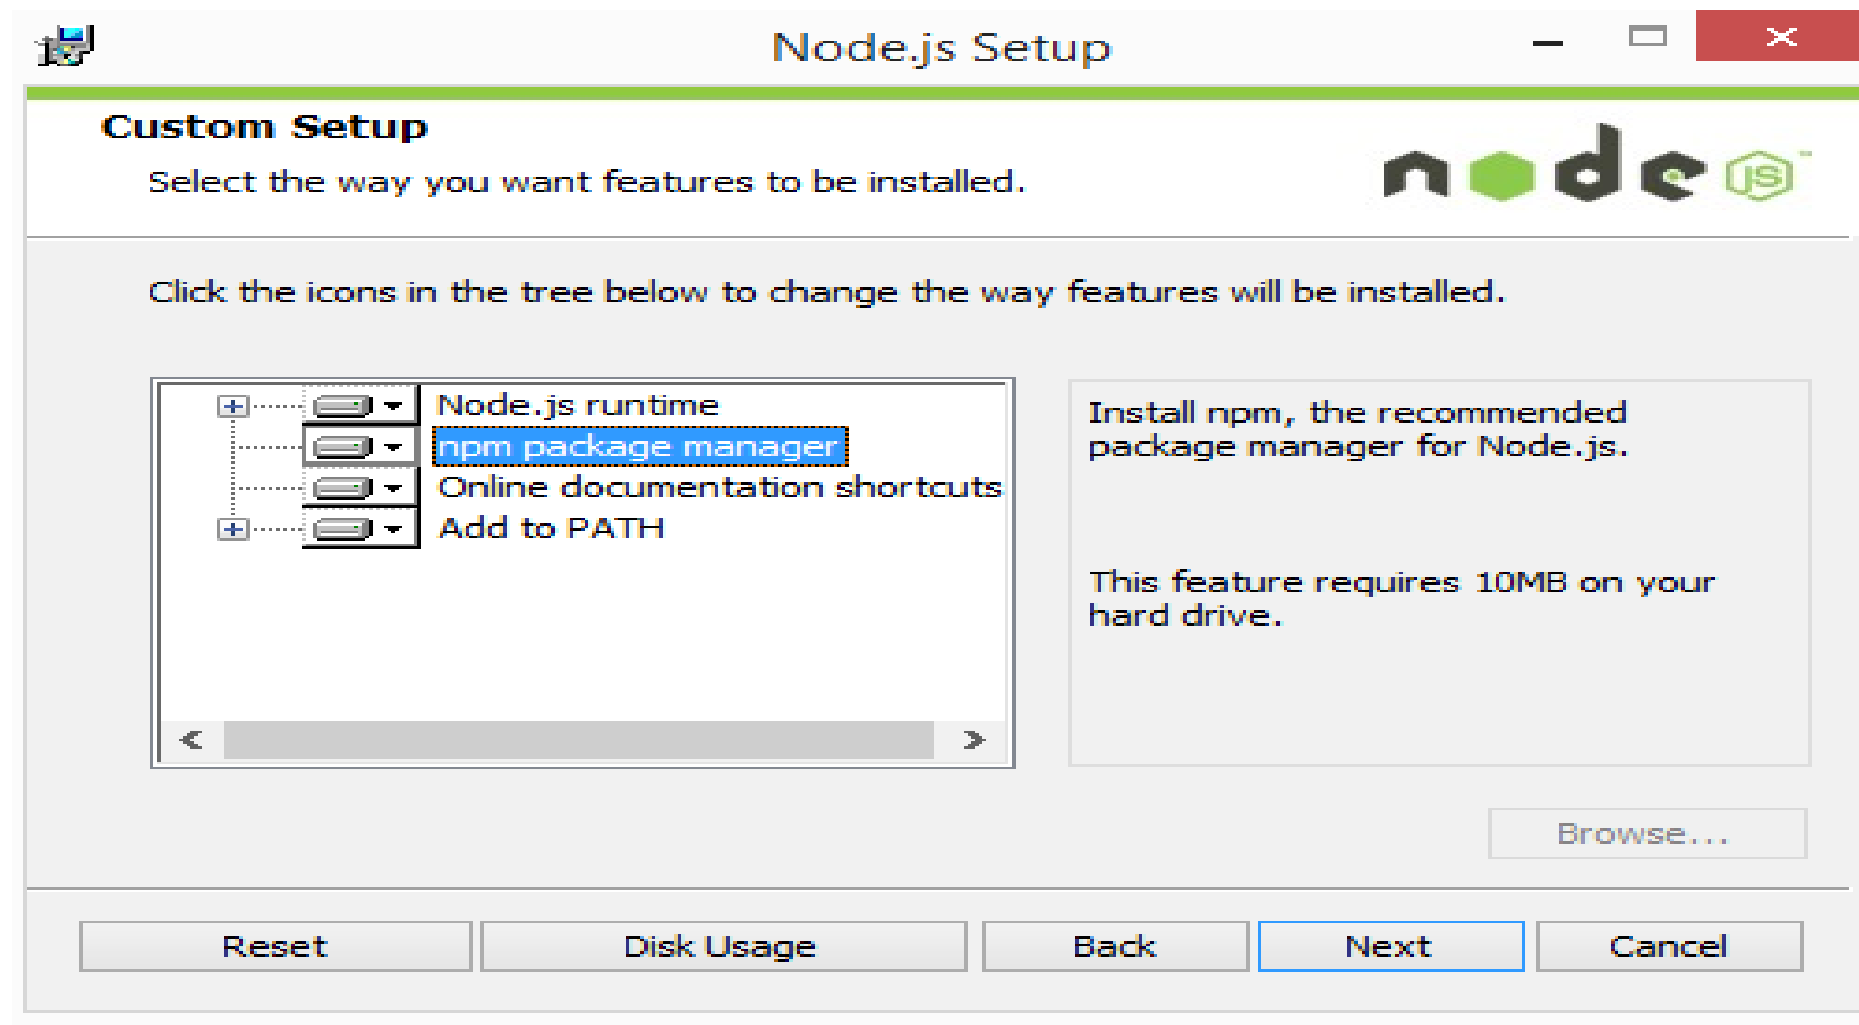 Node.js Setup
Custom Setup
Select the way you want features to be installed.
node JS™
Click the icons in the tree below to change the way features will be installed.
Node.js runtime
npm package manager
Online documentation shortcuts
Add to PATH
Install npm, the recommended
package manager for Node.js.
This feature requires 10MB on your
hard drive.
Browse...
Reset
Disk Usage
Back
Next
Cancel